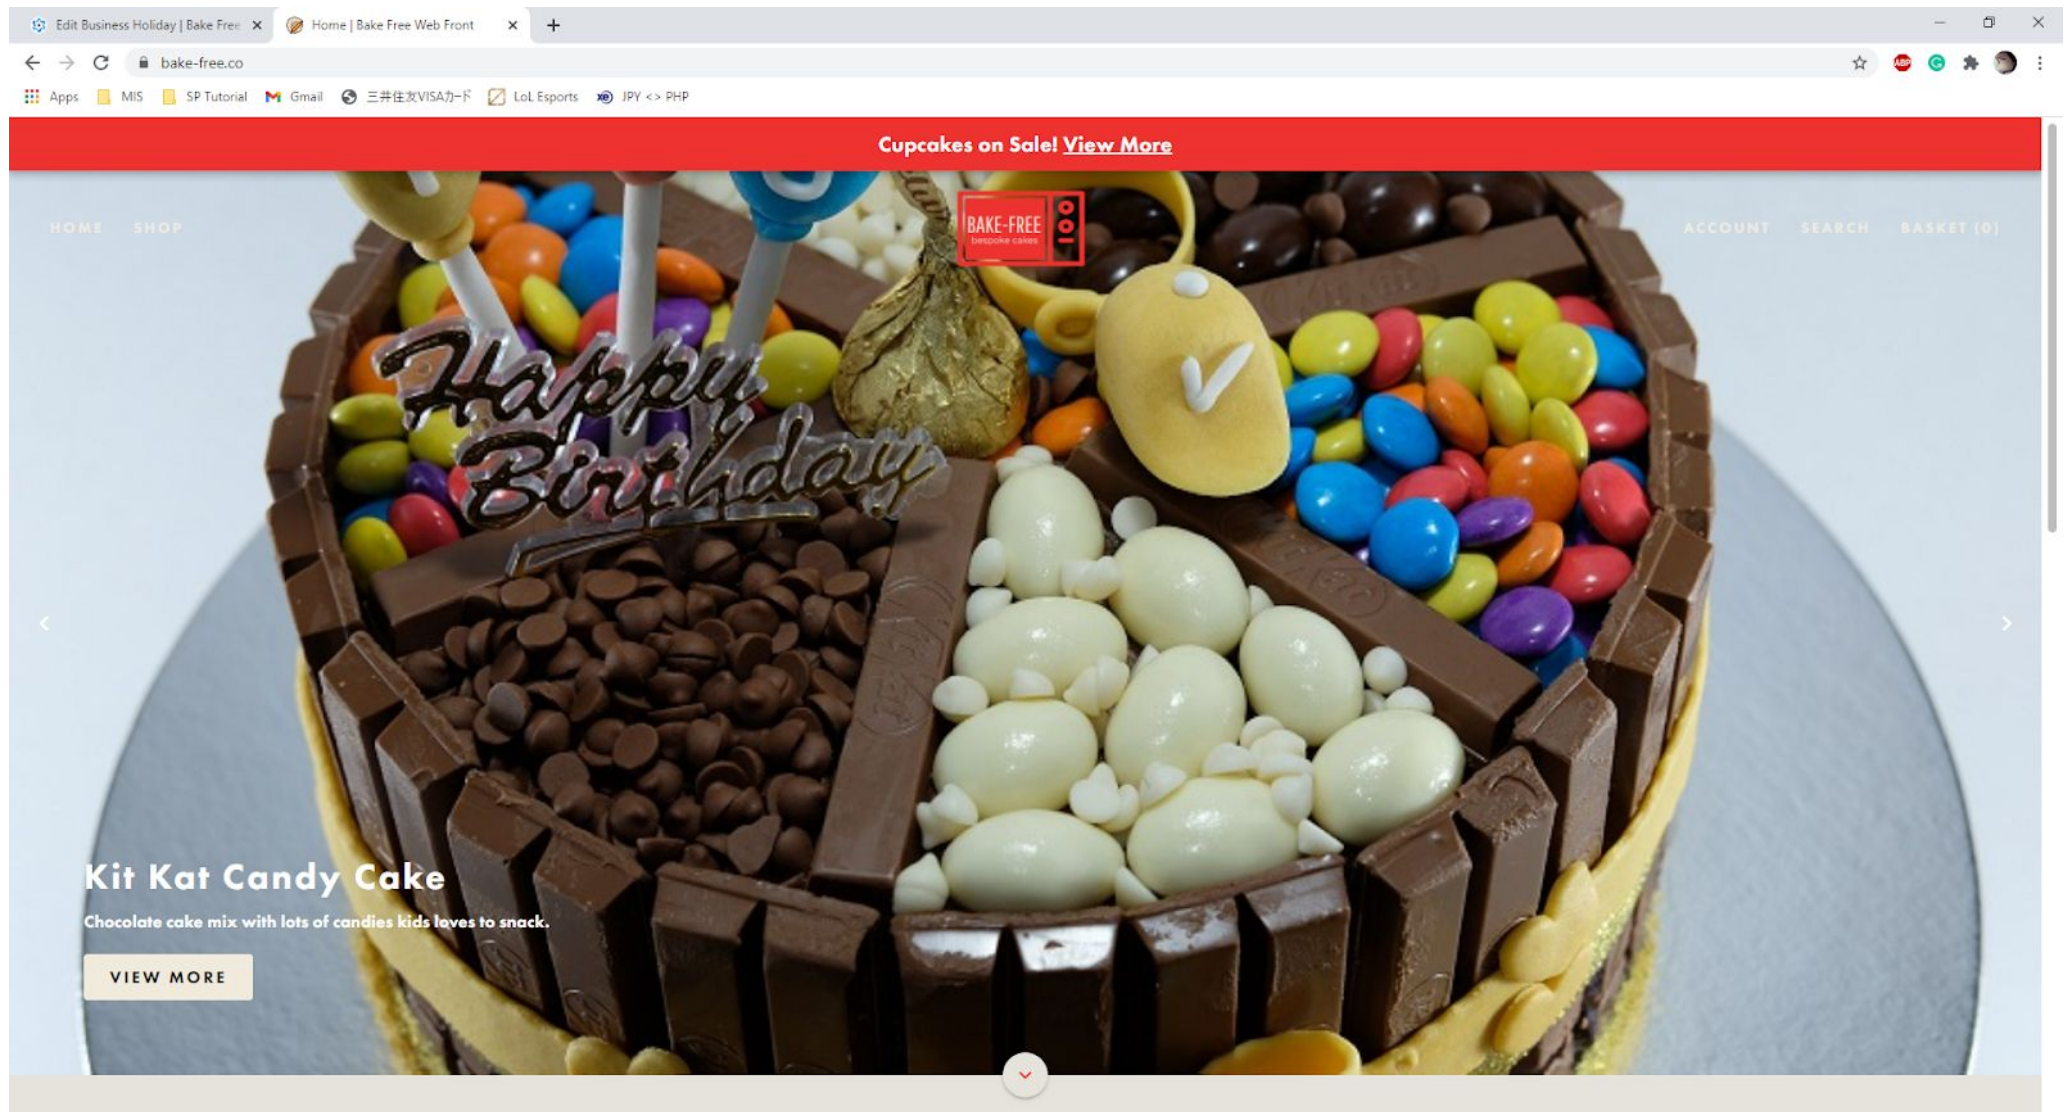 Edit Business Holiday | Bake Free
Home | Bake Free Web Front
bake-free.co
ABP
Apps
MIS
SP Tutorial
Gmail
三井住友VISAカード
LoL Esports
xe
JPY <> PHP
Cupcakes on Sale! View More
HOME
SHOP
BAKE-FREE
bespoke cakes
ACCOUNT
SEARCH
BASKET (0)
Happy
Birthday
Kit Kat Candy Cake
Chocolate cake mix with lots of candies kids loves to snack.
VIEW MORE